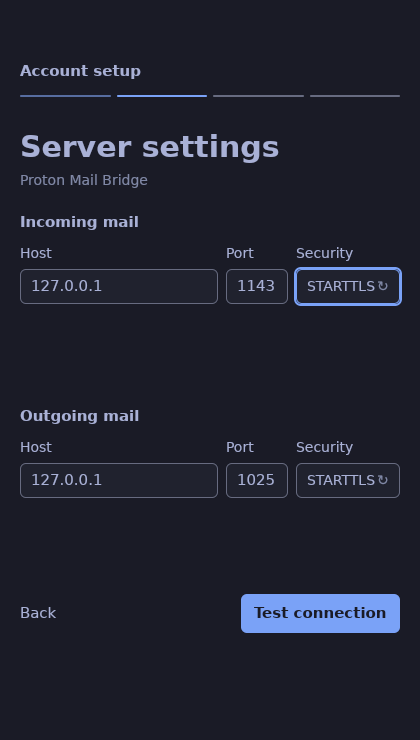 Account setup
Server settings
Proton Mail Bridge
Incoming mail
Host Port Security
127.0.0.1 1143 STARTTLS↻
Outgoing mail
Host Port Security
127.0.0.1 1025 STARTTLS↻
Back Test connection